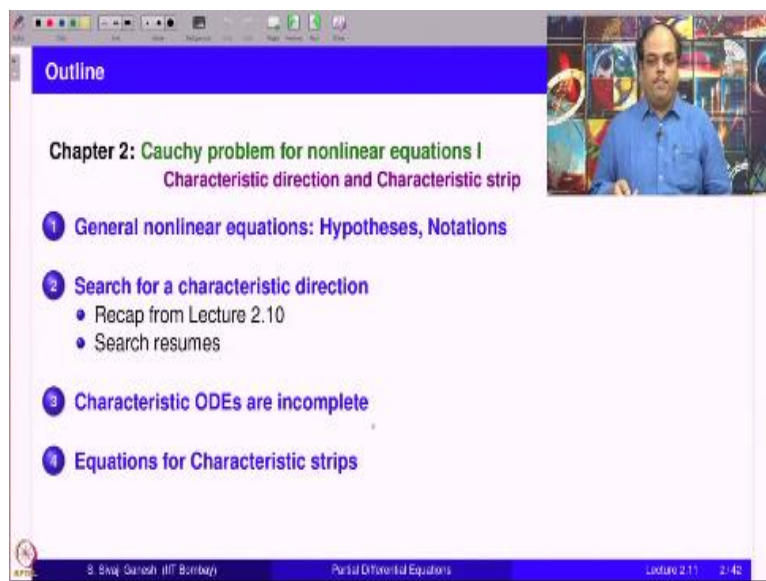 Outline
Chapter 2: Cauchy problem for nonlinear equations I
Characteristic direction and Characteristic strip
1 General nonlinear equations: Hypotheses, Notations
2 Search for a characteristic direction
Recap from Lecture 2.10
Search resumes
3 Characteristic ODEs are incomplete
4 Equations for Characteristic strips
S. Sivaji Ganesh (IIT Bombay) Partial Differential Equations Lecture 2.11 2/42